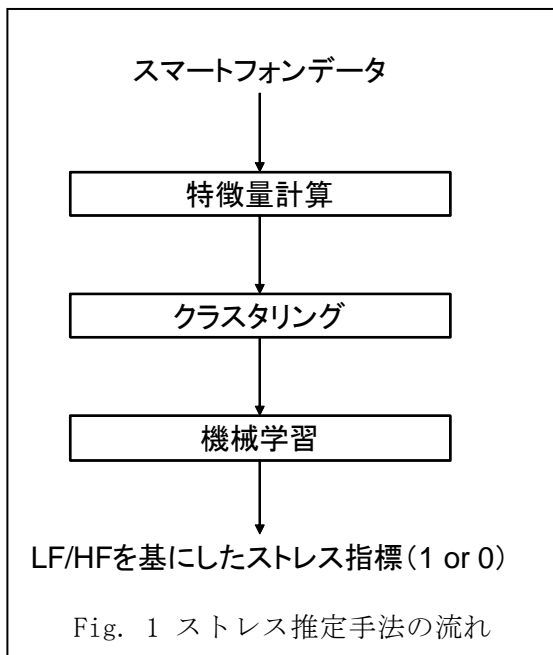 スマートフォンデータ
特徴量計算
クラスタリング
機械学習
LF/HFを基にしたストレス指標(1 or 0)
Fig. 1 ストレス推定手法の流れ